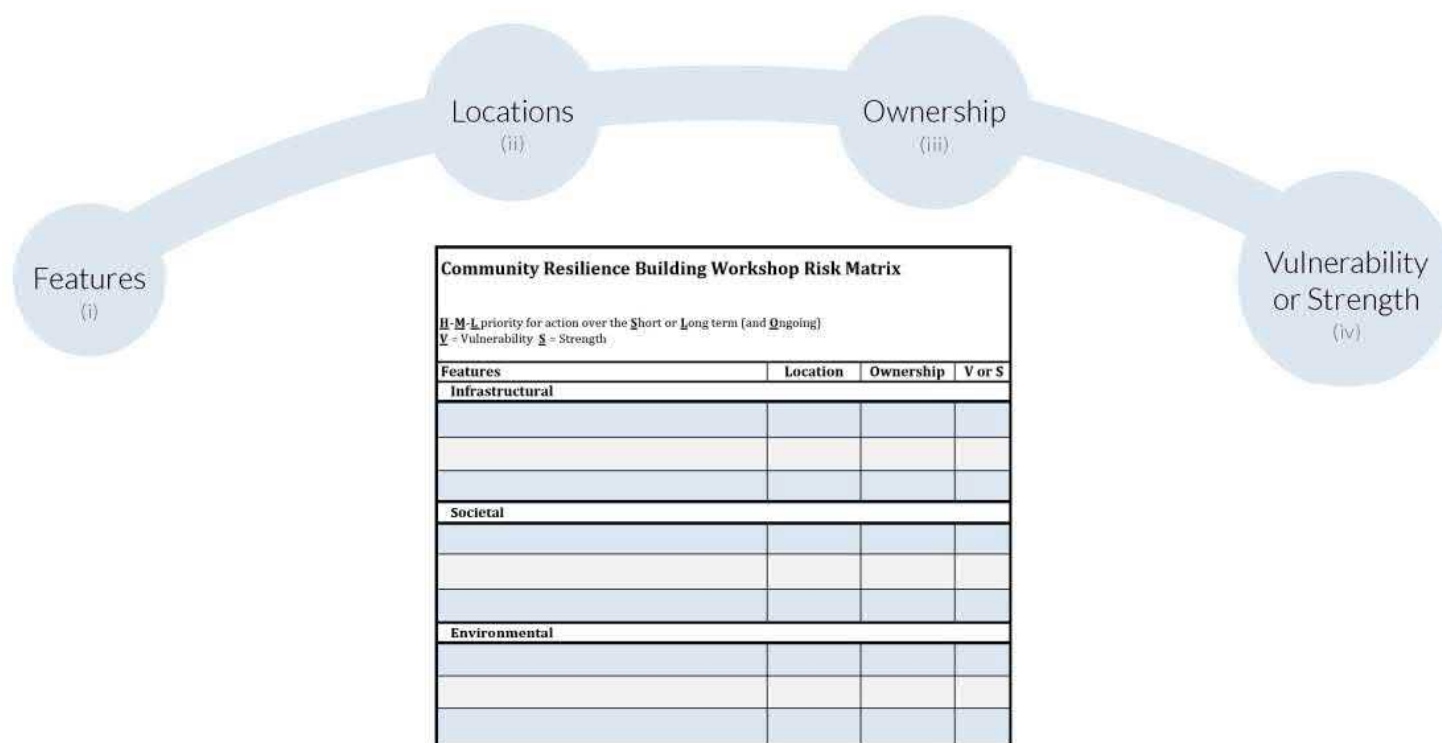 Locations
(ii)
Ownership
(iii)
Features
(i)
Vulnerability
or Strength
(iv)
Community Resilience Building Workshop Risk Matrix
H-M-L priority for action over the Short or Long term (and Ongoing)
V = Vulnerability S = Strength
Features Location Ownership V or S
Infrastructural
Societal
Environmental